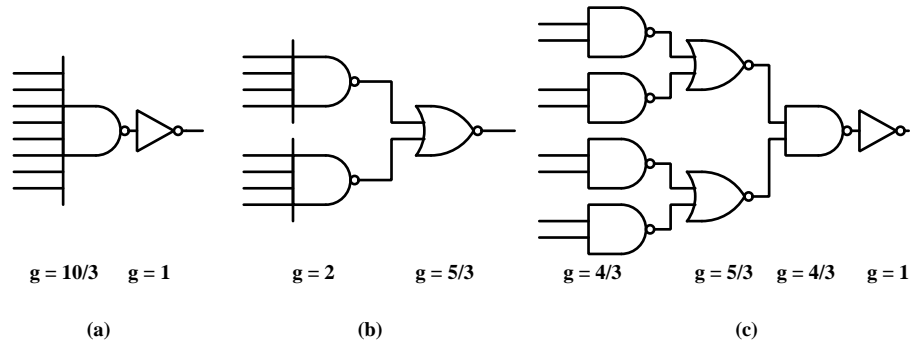 g = 10/3 g = 1 g = 2 g = 5/3 g = 4/3 g = 5/3 g = 4/3 g = 1
(a) (b) (c)